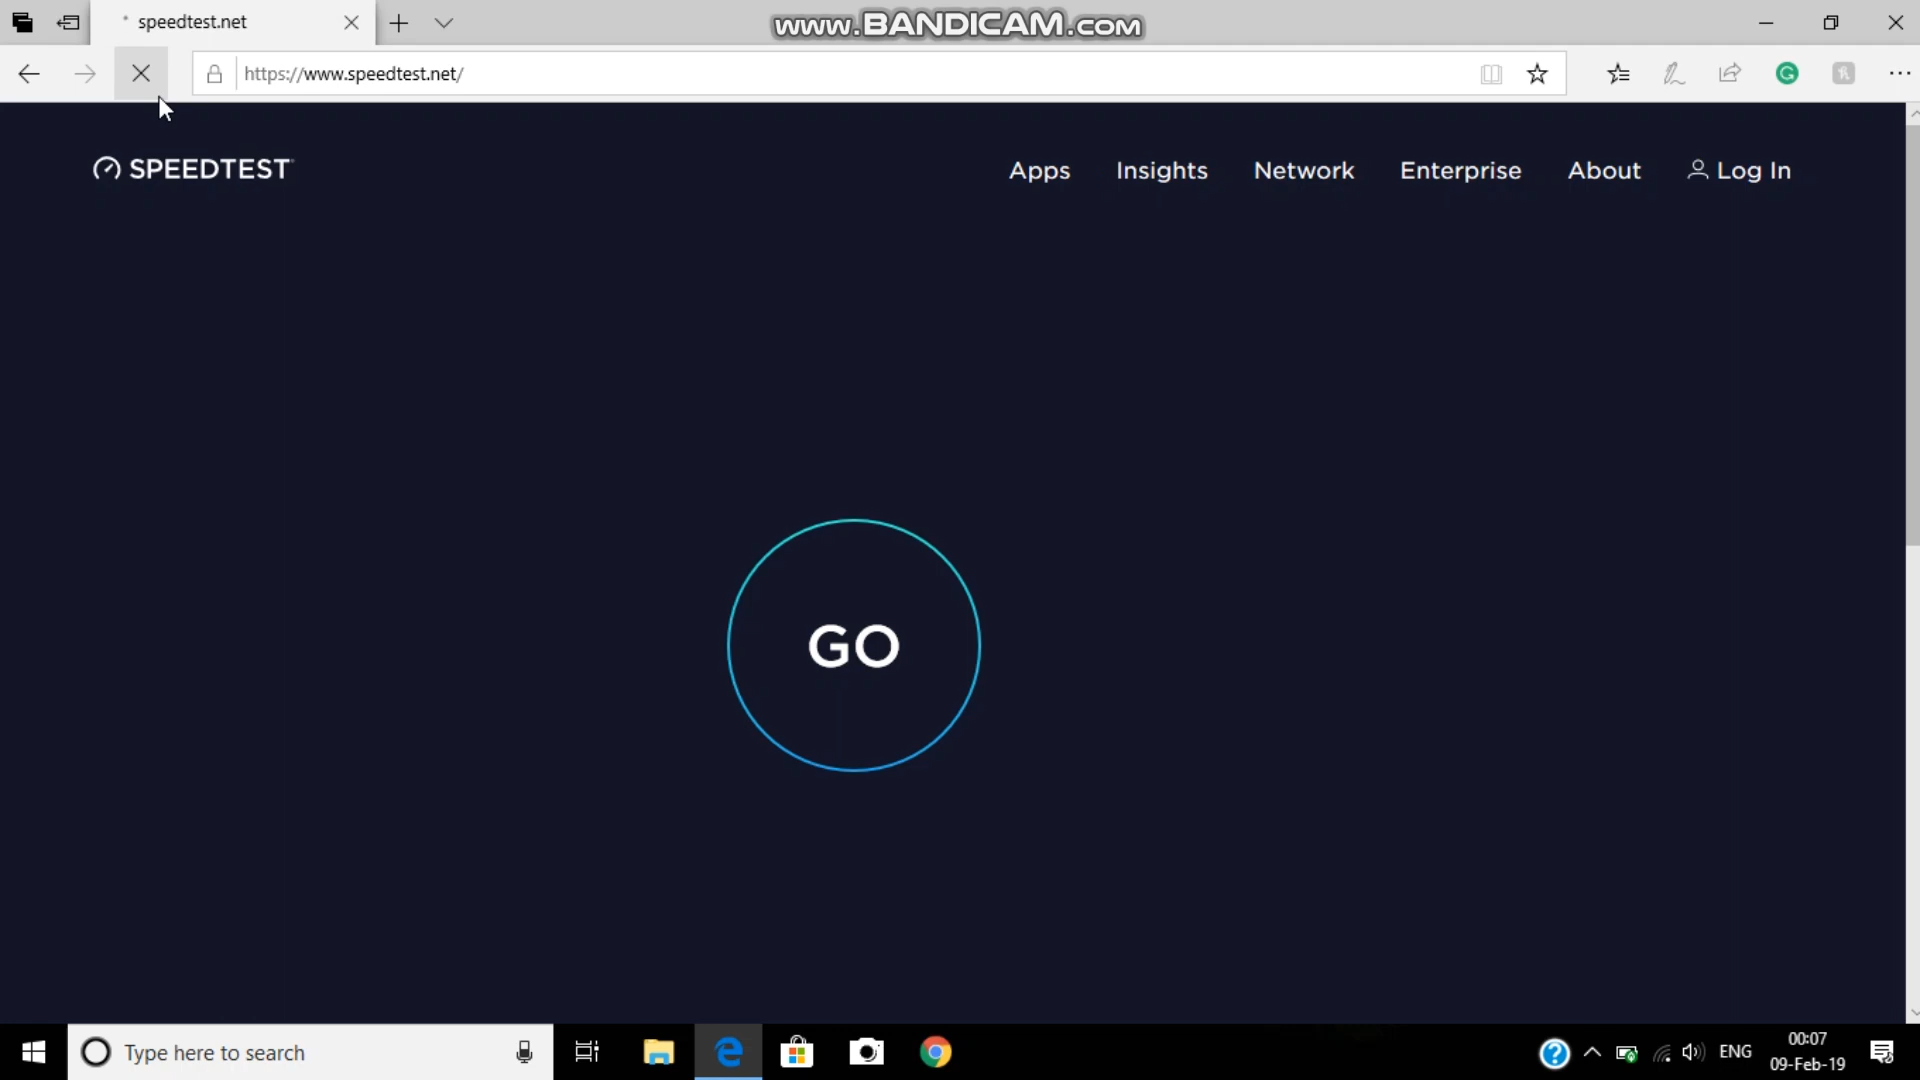 speedtest.net
www.BANDICAM.com
https://www.speedtest.net/
SPEEDTEST
Apps
Insights
Network
Enterprise
About
Log In
GO
Type here to search
ENG
00:07
09-Feb-19